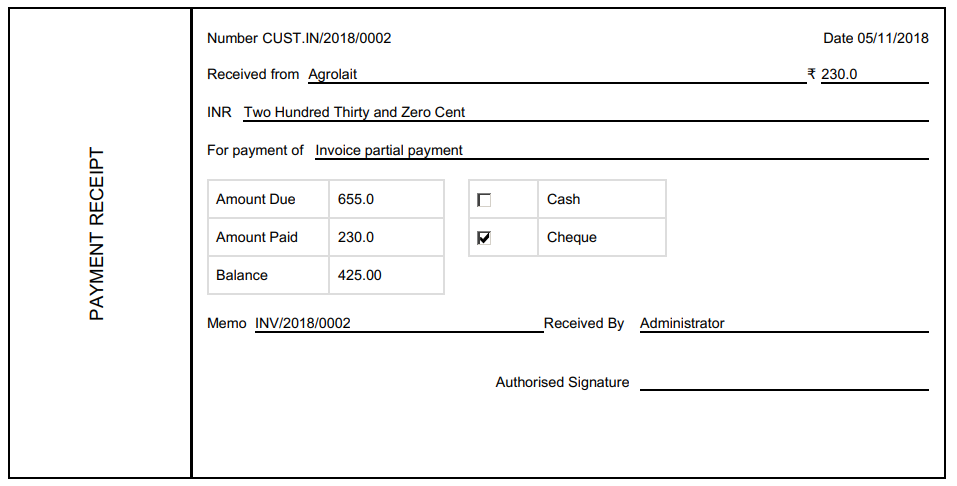 PAYMENT RECEIPT
Number CUST.IN/2018/0002 Date 05/11/2018
Received from Agrolait ₹ 230.0
INR Two Hundred Thirty and Zero Cent
For payment of Invoice partial payment
Amount Due 655.0 Cash
Amount Paid 230.0 Cheque
Balance 425.00
Memo INV/2018/0002 Received By Administrator
Authorised Signature